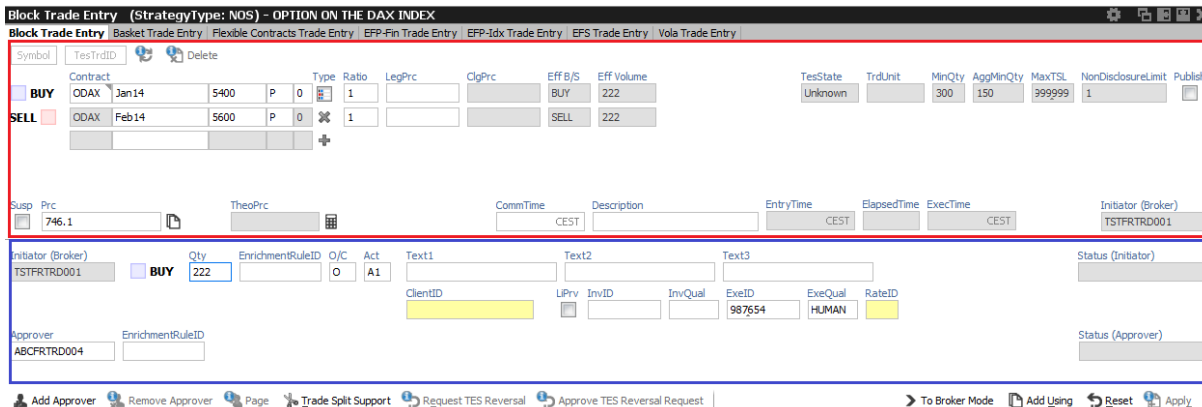 Block Trade Entry (StrategyType: NOS) - OPTION ON THE DAX INDEX
Block Trade Entry Basket Trade Entry Flexible Contracts Trade Entry EFP-Fin Trade Entry EFP-Idx Trade Entry EFS Trade Entry Vola Trade Entry
Symbol TesTrdID Delete
Contract Type Ratio LegPrc ClgPrc Eff B/S Eff Volume TesState TrdUnit MinQty AggMinQty MaxTSL NonDisclosureLimit Publish
BUY ODAX Jan14 5400 P 0 1 BUY 222 Unknown 300 150 999999 1
SELL ODAX Feb14 5600 P 0 1 SELL 222
Susp Prc TheoPrc CommTime Description EntryTime ElapsedTime ExecTime Initiator (Broker)
746.1 CEST CEST CEST TSTFRTRD001
Initiator (Broker) Qty EnrichmentRuleID O/C Act Text1 Text2 Text3 Status (Initiator)
TSTFRTRD001 BUY 222 O A1
ClientID LiPrv InvID InvQual ExeID ExeQual RateID
987654 HUMAN
Approver EnrichmentRuleID Status (Approver)
ABCFRTRD004
Add Approver Remove Approver Page Trade Split Support Request TES Reversal Approve TES Reversal Request To Broker Mode Add Using Reset Apply